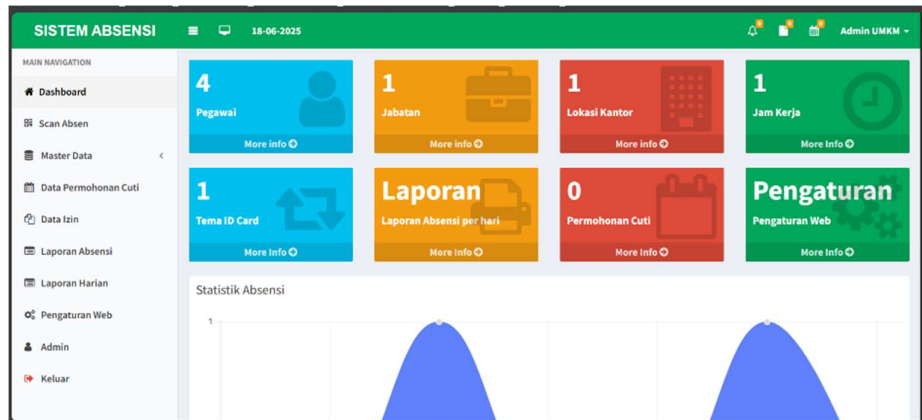 SISTEM ABSENSI
18-06-2025
0
0
0
Admin UMKM
MAIN NAVIGATION
Dashboard
Scan Absen
Master Data
Data Permohonan Cuti
Data Izin
Laporan Absensi
Laporan Harian
Pengaturan Web
Admin
Keluar
4
Pegawai
More info
1
Jabatan
More info
1
Lokasi Kantor
More info
1
Jam Kerja
More Info
1
Tema ID Card
More Info
Laporan
Laporan Absensi per hari
More Info
0
Permohonan Cuti
More Info
Pengaturan
Pengaturan Web
More Info
Statistik Absensi
1